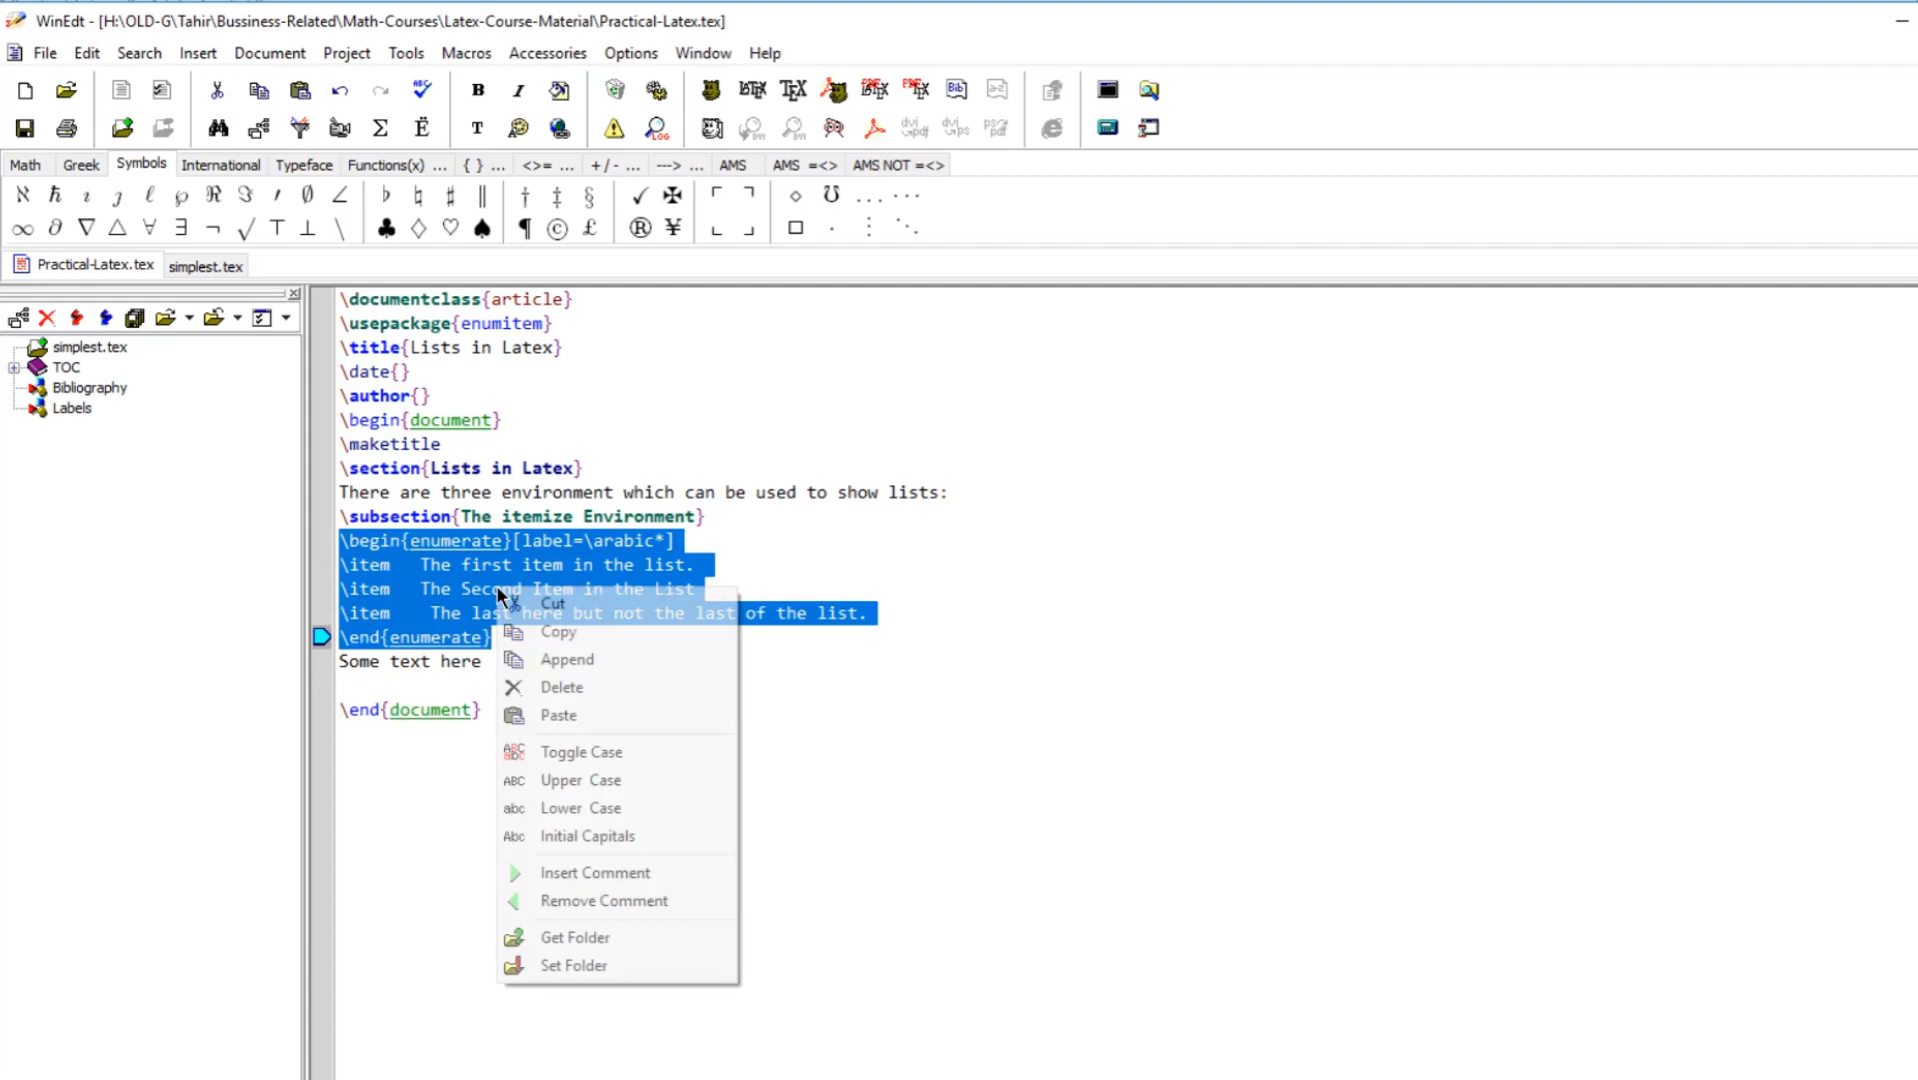 WinEdt - [H:\OLD-G\Tahir\Bussiness-Related\Math-Courses\Latex-Course-Material\Practical-Latex.tex]
File Edit Search Insert Document Project Tools Macros Accessories Options Window Help
Math Greek Symbols International Typeface Functions(x) ... { } ... <>= ... + / - ... ---> ... AMS AMS =<> AMS NOT =<>
Practical-Latex.tex simplest.tex
simplest.tex
TOC
Bibliography
Labels
\documentclass{article}
\usepackage{enumitem}
\title{Lists in Latex}
\date{}
\author{}
\begin{document}
\maketitle
\section{Lists in Latex}
There are three environment which can be used to show lists:
\subsection{The itemize Environment}
\begin{enumerate}[label=\arabic*]
\item The first item in the list.
\item The Second Item in the List
\item The last here but not the last of the list.
\end{enumerate}
Some text here
\end{document}
Cut
Copy
Append
Delete
Paste
Toggle Case
Upper Case
Lower Case
Initial Capitals
Insert Comment
Remove Comment
Get Folder
Set Folder